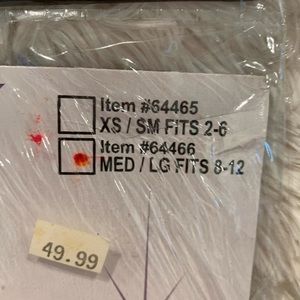 Item #64465
XS / SM FITS 2-6
Item #64466
MED / LG FITS 8-12
49.99